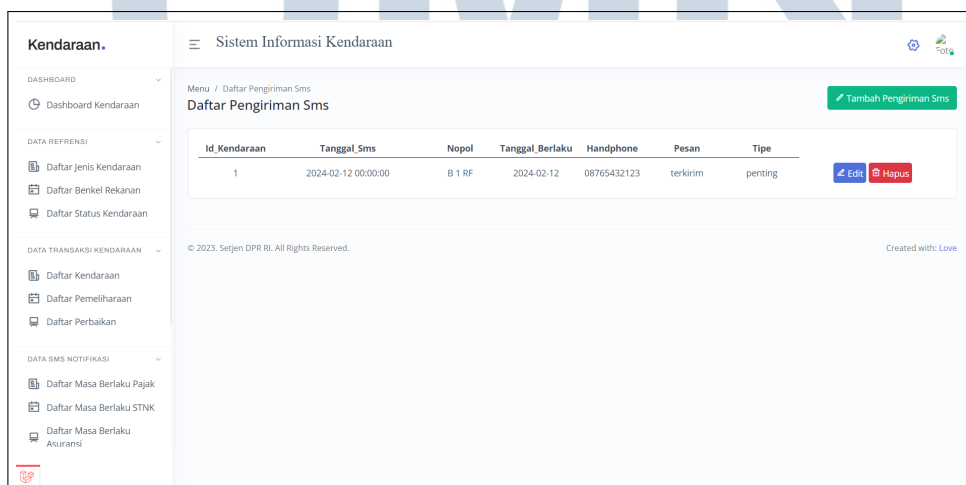 Kendaraan.
Sistem Informasi Kendaraan
Foto
DASHBOARD
Dashboard Kendaraan
DATA REFRENSI
Daftar Jenis Kendaraan
Daftar Benkel Rekanan
Daftar Status Kendaraan
DATA TRANSAKSI KENDARAAN
Daftar Kendaraan
Daftar Pemeliharaan
Daftar Perbaikan
DATA SMS NOTIFIKASI
Daftar Masa Berlaku Pajak
Daftar Masa Berlaku STNK
Daftar Masa Berlaku
Asuransi
Menu / Daftar Pengiriman Sms
Daftar Pengiriman Sms
Tambah Pengiriman Sms
Id_Kendaraan Tanggal_Sms Nopol Tanggal_Berlaku Handphone Pesan Tipe
1 2024-02-12 00:00:00 B 1 RF 2024-02-12 08765432123 terkirim penting Edit Hapus
© 2023. Setjen DPR RI. All Rights Reserved. Created with: Love